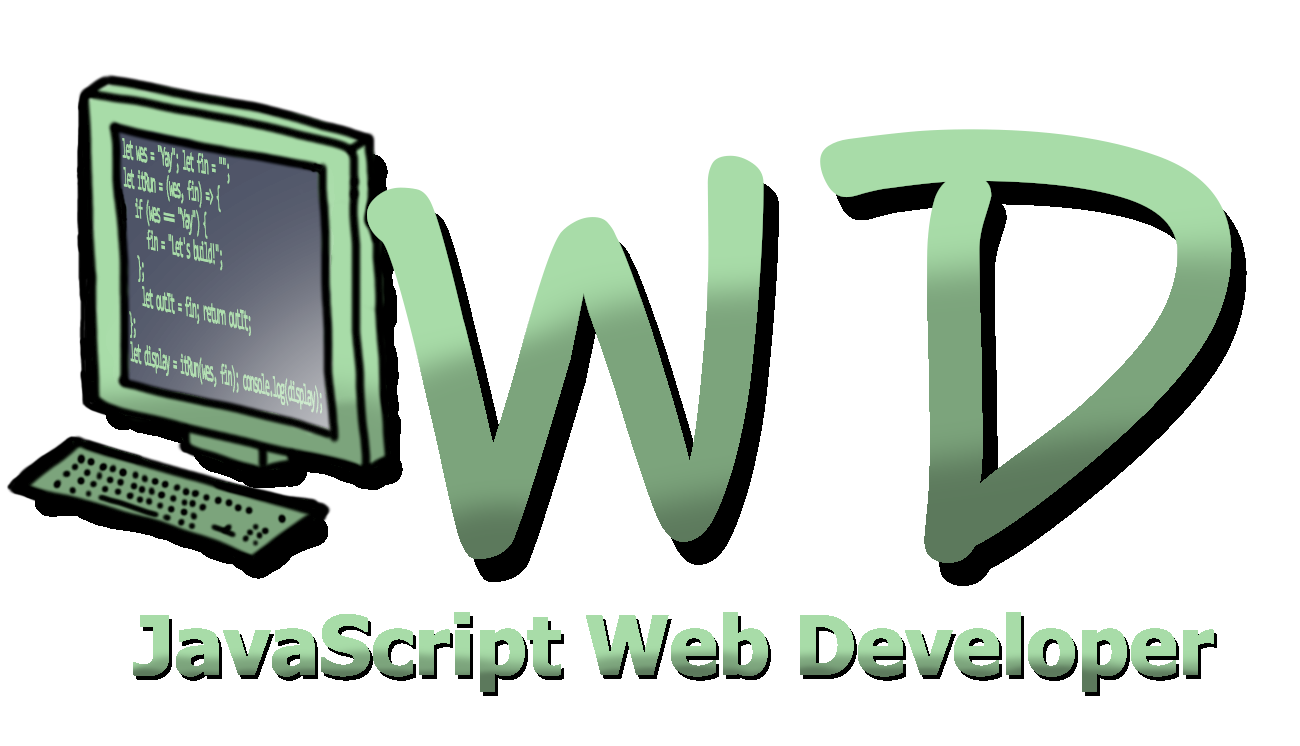 let wes = "Yay"; let fin = "";
let itRun = (wes, fin) => {
if (wes == "Yay") {
fin = "Let's build!";
};
let outIt = fin; return outIt;
};
let display = itRun(wes, fin); console.log(display);
WD
JavaScript Web Developer